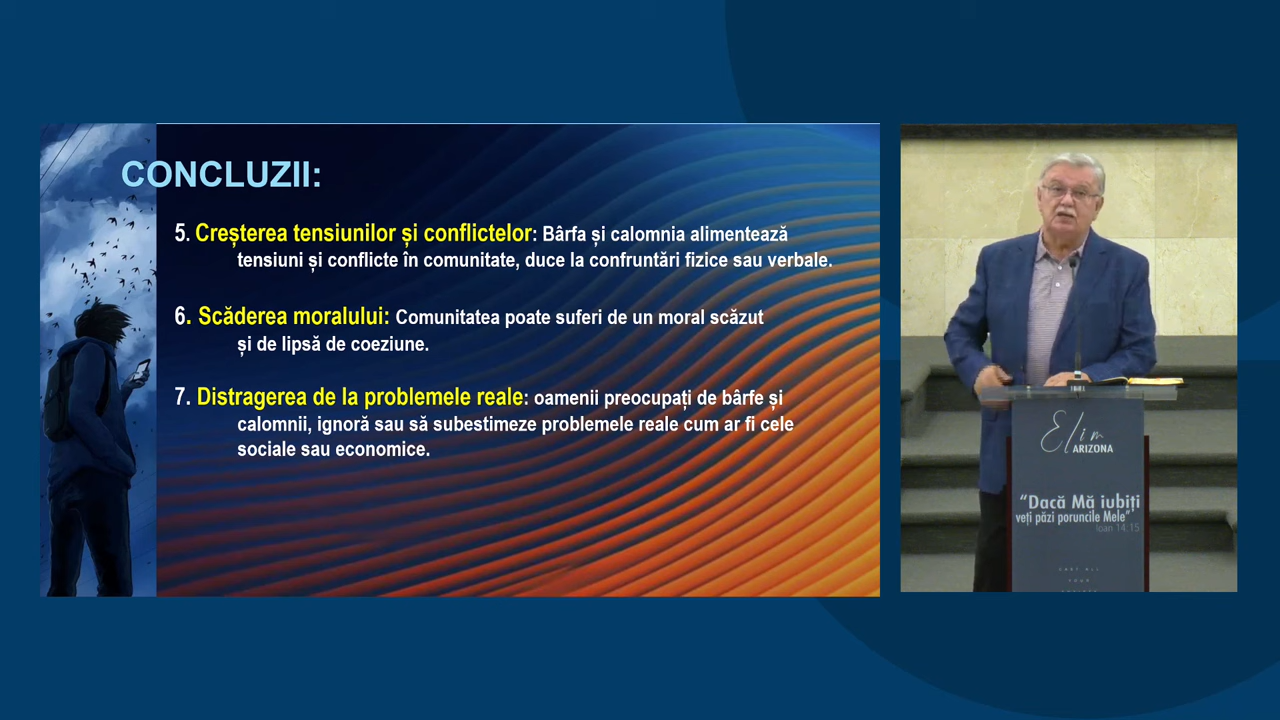 CONCLUZII:
5. Creșterea tensiunilor și conflictelor: Bârfa și calomnia alimentează
tensiuni și conflicte în comunitate, duce la confruntări fizice sau verbale.
6. Scăderea moralului: Comunitatea poate suferi de un moral scăzut
și de lipsă de coeziune.
7. Distragerea de la problemele reale: oamenii preocupați de bârfe și
calomnii, ignoră sau să subestimeze problemele reale cum ar fi cele
sociale sau economice.
Elim
ARIZONA
“Dacă Mă iubiți
veți păzi poruncile Mele”
Ioan 14:15